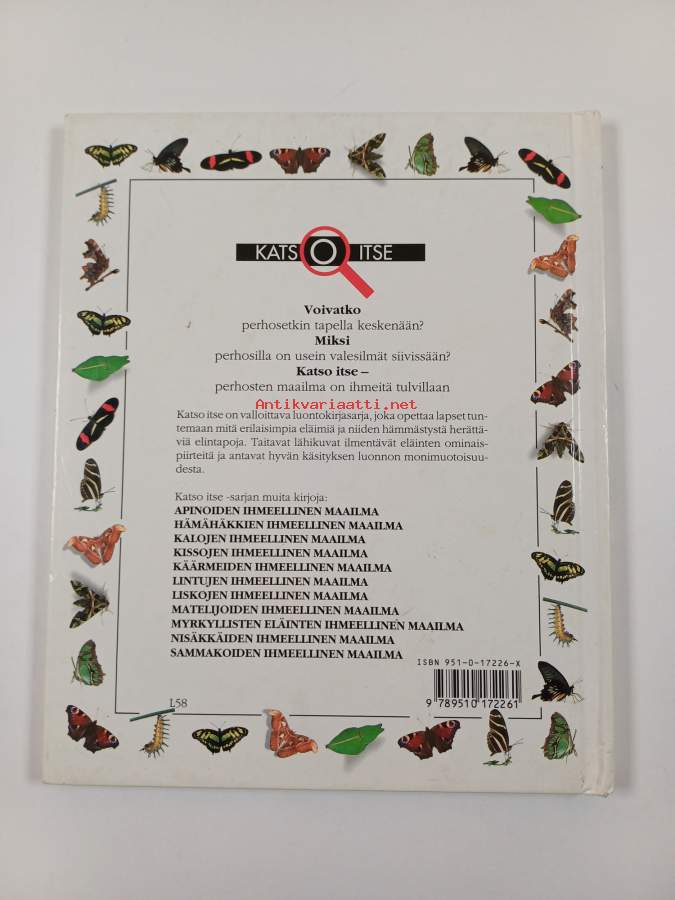 KATSO ITSE
Voivatko
perhosetkin tapella keskenään?
Miksi
perhosilla on usein valesilmät siivissään?
Katso itse –
perhosten maailma on ihmeitä tulvillaan
Antikvariaatti.net
Katso itse on valloittava luontokirjasarja, joka opettaa lapset tun-
temaan mitä erilaisimpia eläimiä ja niiden hämmästystä herättä-
viä elintapoja. Taitavat lähikuvat ilmentävät eläinten ominais-
piirteitä ja antavat hyvän käsityksen luonnon monimuotoisuu-
desta.
Katso itse -sarjan muita kirjoja:
APINOIDEN IHMEELLINEN MAAILMA
HÄMÄHÄKKIEN IHMEELLINEN MAAILMA
KALOJEN IHMEELLINEN MAAILMA
KISSOJEN IHMEELLINEN MAAILMA
KÄÄRMEIDEN IHMEELLINEN MAAILMA
LINTUJEN IHMEELLINEN MAAILMA
LISKOJEN IHMEELLINEN MAAILMA
MATELIJOIDEN IHMEELLINEN MAAILMA
MYRKYLLISTEN ELÄINTEN IHMEELLINEN MAAILMA
NISÄKKÄIDEN IHMEELLINEN MAAILMA
SAMMAKOIDEN IHMEELLINEN MAAILMA
ISBN 951-0-17226-X
9 789510 172261
L58